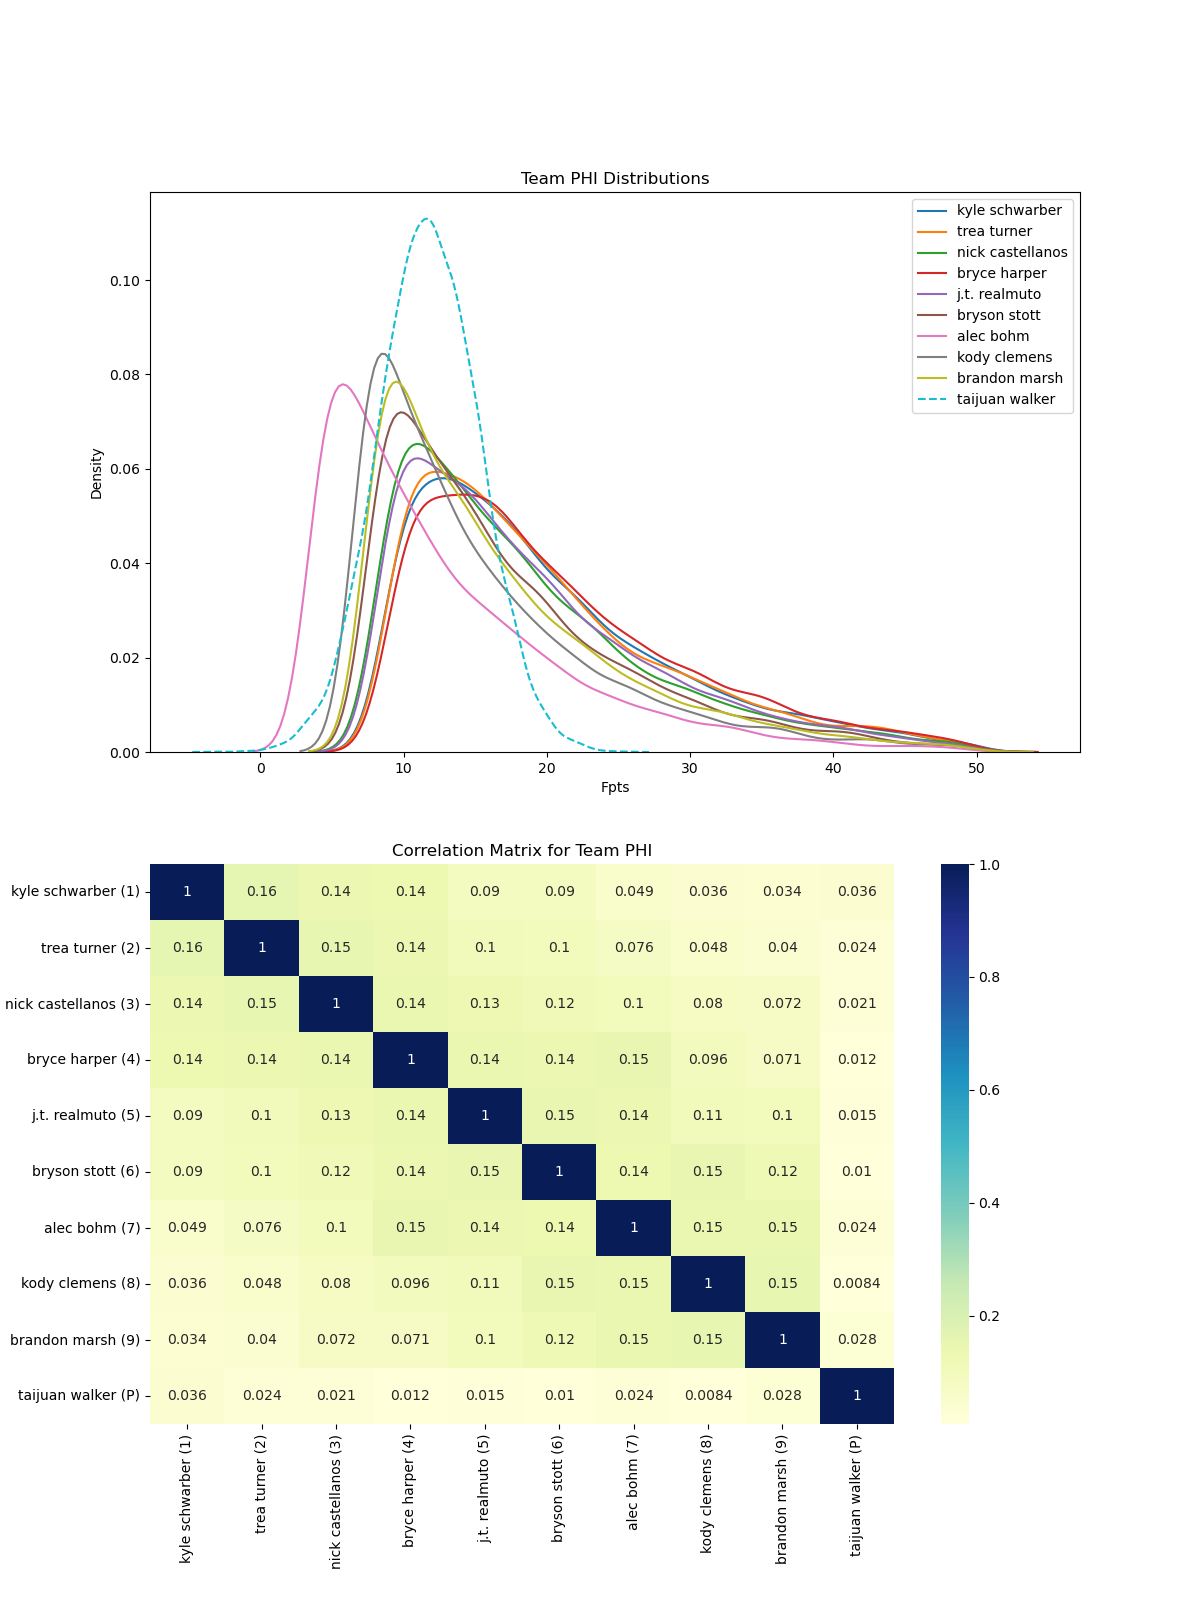 Team PHI Distributions
kyle schwarber
trea turner
nick castellanos
bryce harper
j.t. realmuto
bryson stott
alec bohm
kody clemens
brandon marsh
taijuan walker
Density
0.10
0.08
0.06
0.04
0.02
0.00
0 10 20 30 40 50
Fpts
Correlation Matrix for Team PHI
kyle schwarber (1) 1 0.16 0.14 0.14 0.09 0.09 0.049 0.036 0.034 0.036
trea turner (2) 0.16 1 0.15 0.14 0.1 0.1 0.076 0.048 0.04 0.024
nick castellanos (3) 0.14 0.15 1 0.14 0.13 0.12 0.1 0.08 0.072 0.021
bryce harper (4) 0.14 0.14 0.14 1 0.14 0.14 0.15 0.096 0.071 0.012
j.t. realmuto (5) 0.09 0.1 0.13 0.14 1 0.15 0.14 0.11 0.1 0.015
bryson stott (6) 0.09 0.1 0.12 0.14 0.15 1 0.14 0.15 0.12 0.01
alec bohm (7) 0.049 0.076 0.1 0.15 0.14 0.14 1 0.15 0.15 0.024
kody clemens (8) 0.036 0.048 0.08 0.096 0.11 0.15 0.15 1 0.15 0.0084
brandon marsh (9) 0.034 0.04 0.072 0.071 0.1 0.12 0.15 0.15 1 0.028
taijuan walker (P) 0.036 0.024 0.021 0.012 0.015 0.01 0.024 0.0084 0.028 1
kyle schwarber (1)
trea turner (2)
nick castellanos (3)
bryce harper (4)
j.t. realmuto (5)
bryson stott (6)
alec bohm (7)
kody clemens (8)
brandon marsh (9)
taijuan walker (P)
1.0
0.8
0.6
0.4
0.2